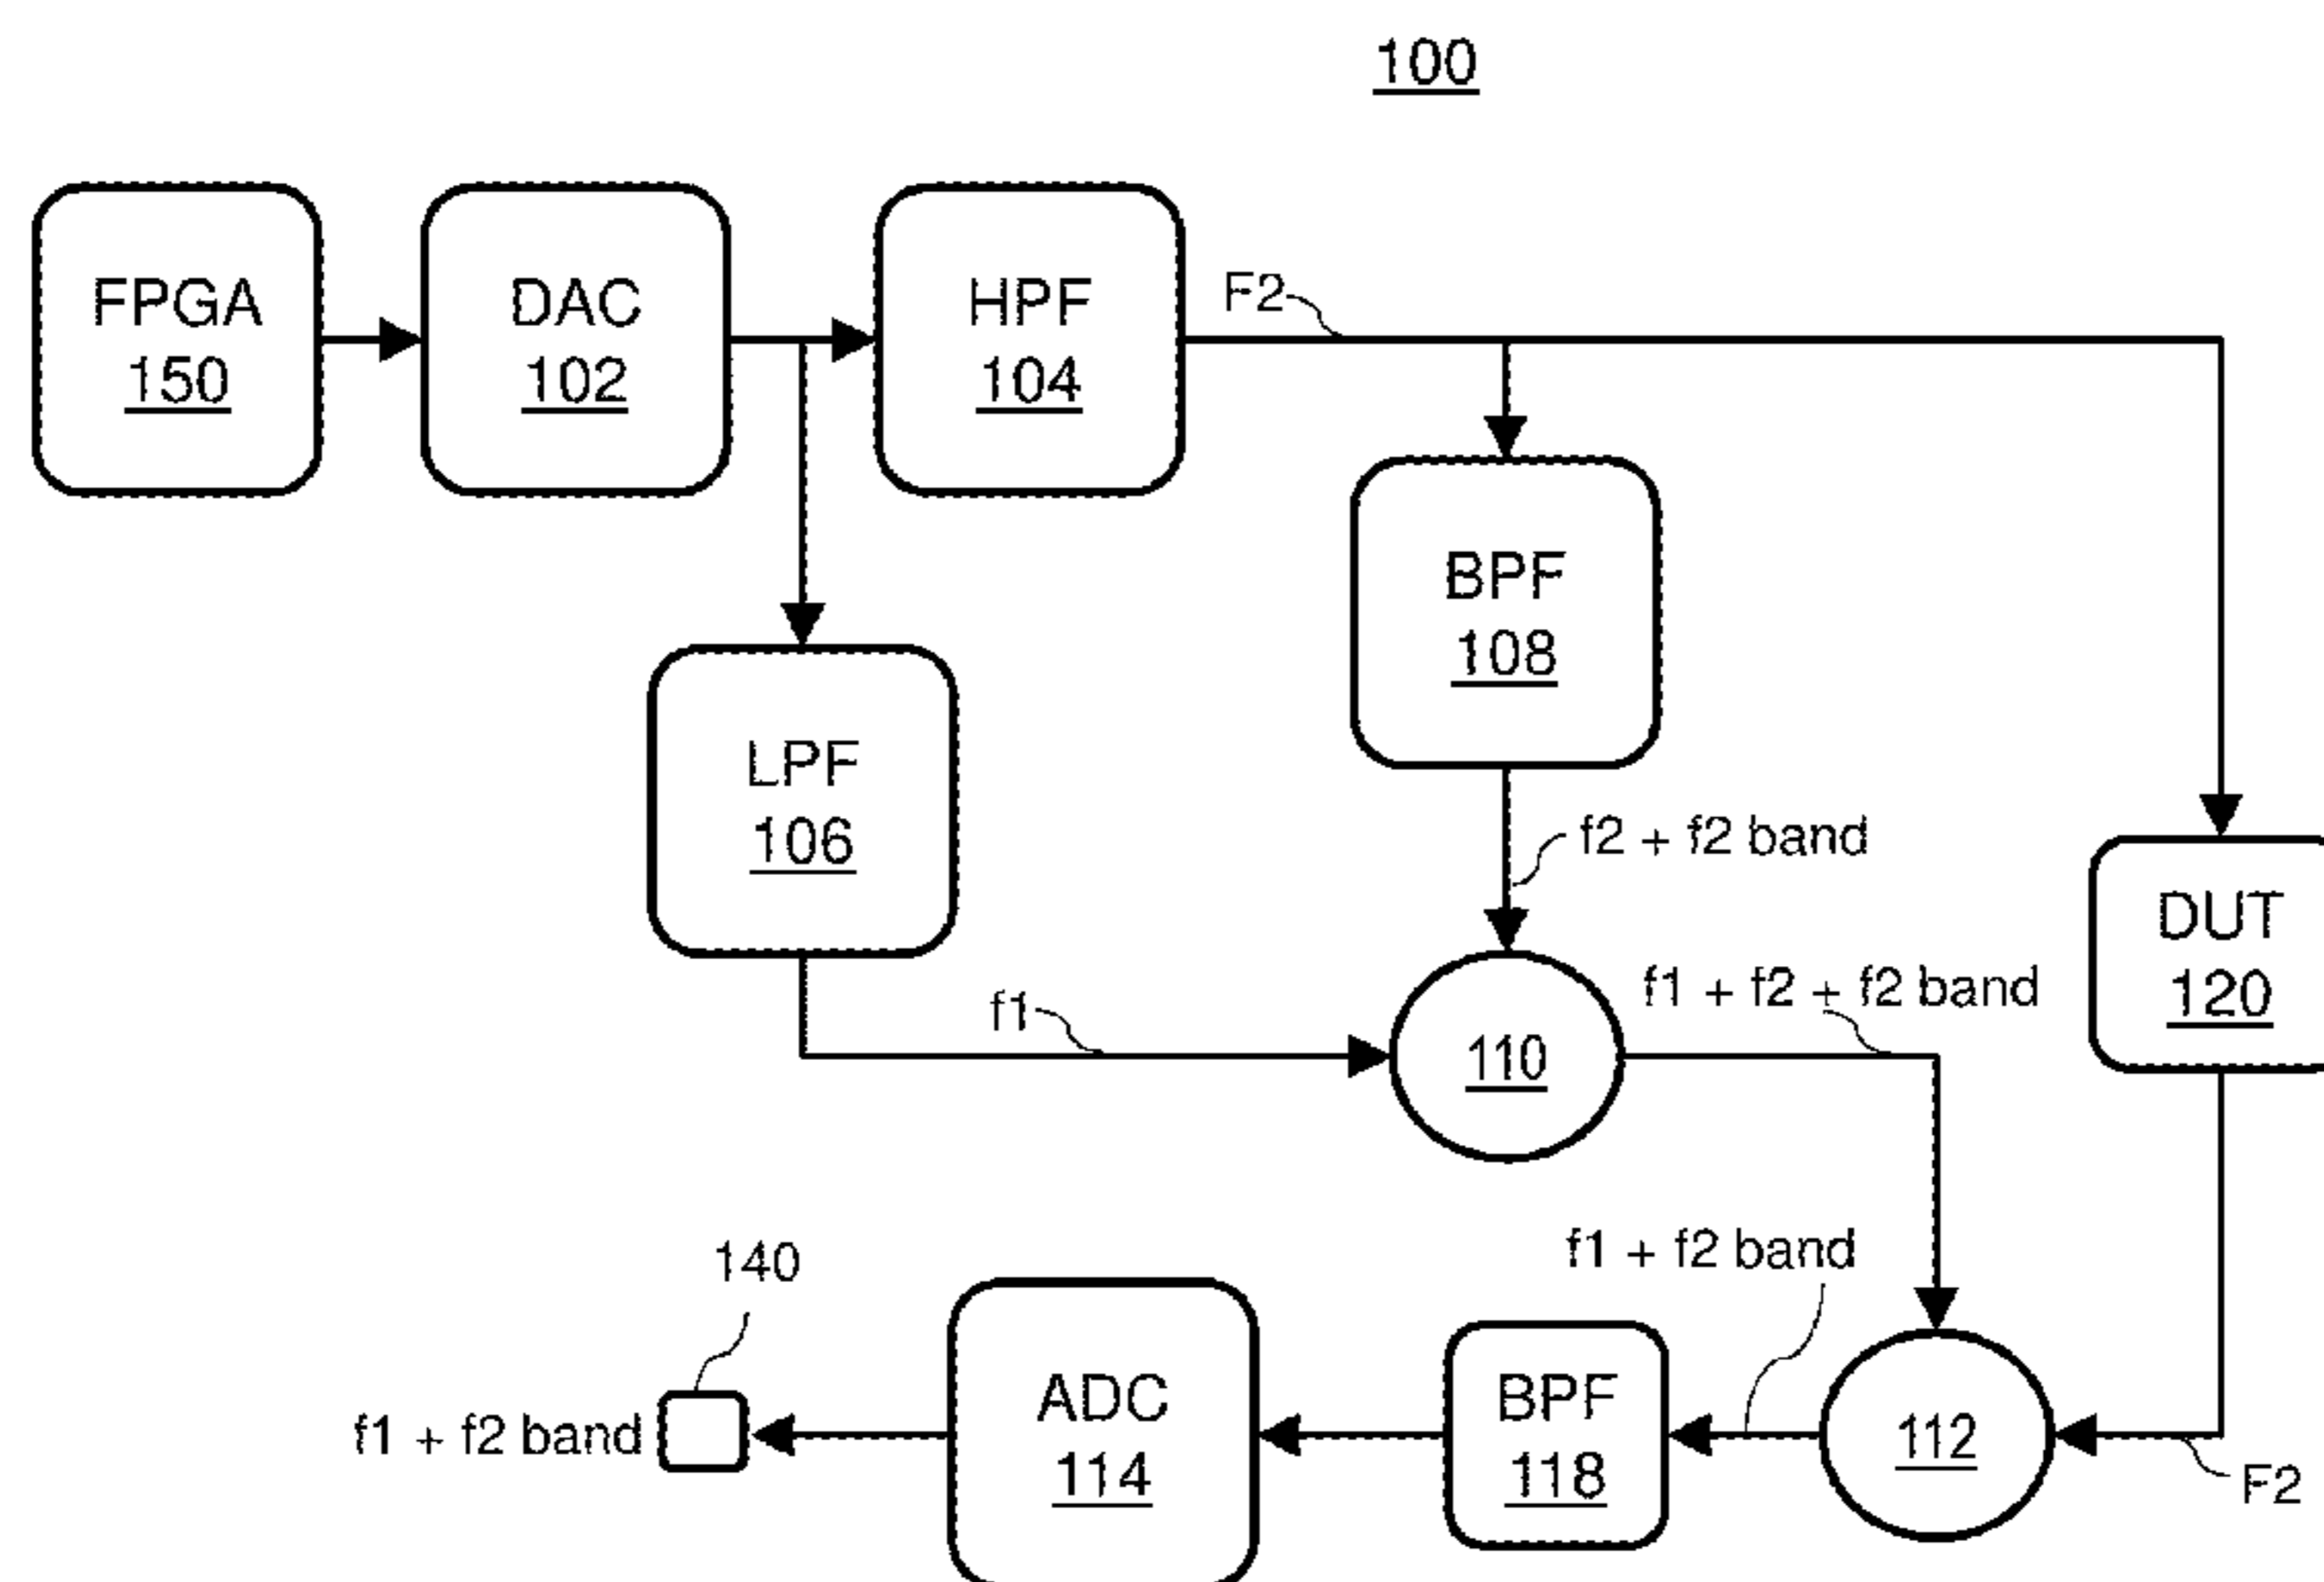 100
FPGA
150
DAC
102
HPF
104
F2
BPF
108
LPF
106
f2 + f2 band
DUT
120
f1
110
f1 + f2 + f2 band
140
f1 + f2 band
f1 + f2 band
ADC
114
BPF
118
112
F2